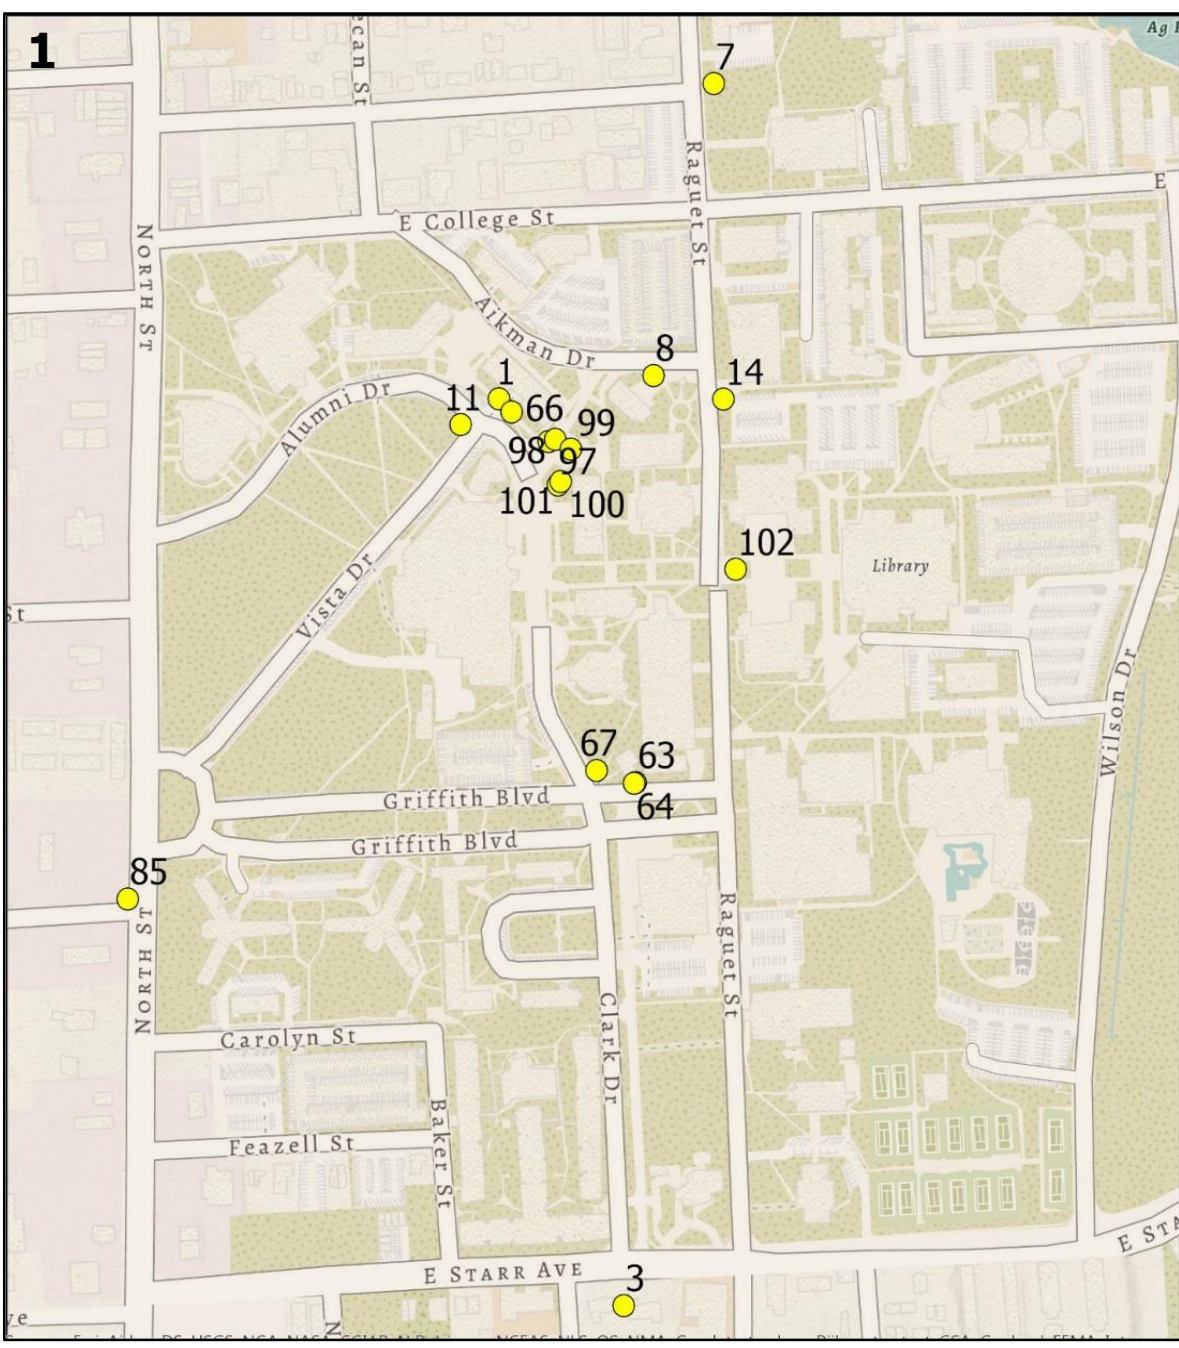 1
ecan St
Ag
7
Raguet St
E
E College St
NORTH ST
Aikman Dr
8
1
14
Alumni Dr
11
66
99
98
97
101
100
102
Library
St
Vista Dr
Wilson Dr
67
63
Griffith Blvd
64
Griffith Blvd
85
NORTH ST
Raguet St
Clark Dr
Carolyn St
Baker St
Feazell St
E STARR AVE
E STA
3
ve
N